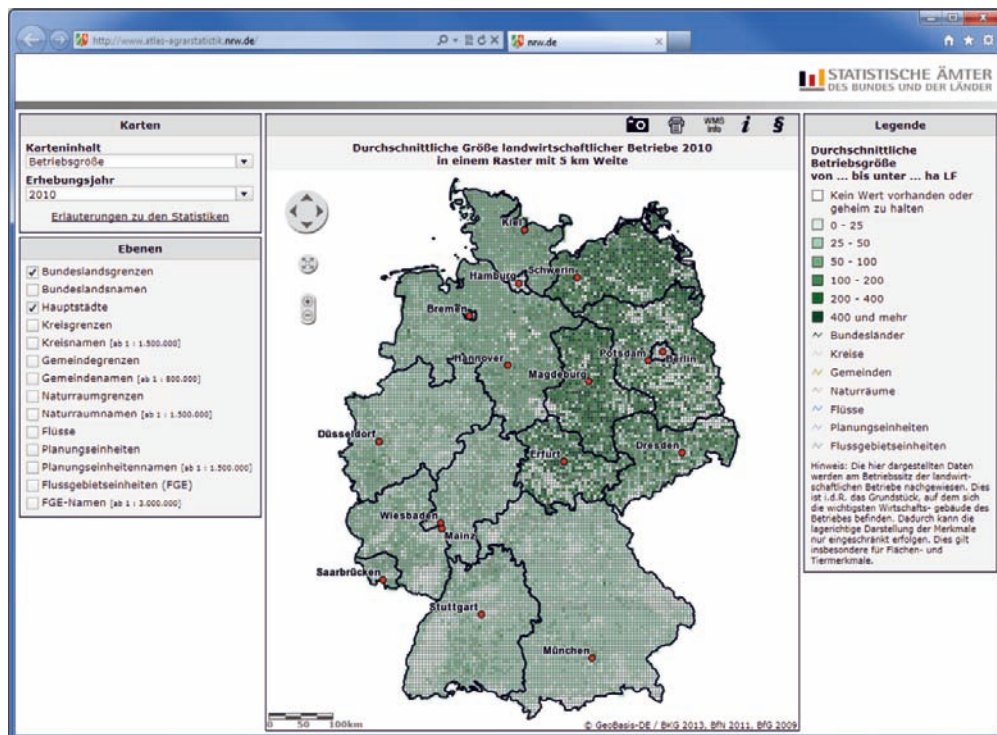 http://www.atlas-agrarstatistik.nrw.de/
nrw.de
STATISTISCHE ÄMTER
DES BUNDES UND DER LÄNDER
Karten
Karteninhalt
Betriebsgröße
Erhebungsjahr
2010
Erläuterungen zu den Statistiken
Ebenen
Bundeslandsgrenzen
Bundeslandsnamen
Hauptstädte
Kreisgrenzen
Kreisnamen [ab 1 : 1.500.000]
Gemeindegrenzen
Gemeindenamen [ab 1 : 800.000]
Naturraumgrenzen
Naturraumnamen [ab 1 : 1.500.000]
Flüsse
Planungseinheiten
Planungseinheitennamen [ab 1 : 1.500.000]
Flussgebietseinheiten (FGE)
FGE-Namen [ab 1 : 3.000.000]
WMS
Info
i
§
Durchschnittliche Größe landwirtschaftlicher Betriebe 2010
in einem Raster mit 5 km Weite
Kiel
Hamburg
Schwerin
Bremen
Hannover
Potsdam
Berlin
Magdeburg
Düsseldorf
Erfurt
Dresden
Wiesbaden
Mainz
Saarbrücken
Stuttgart
München
0 50 100km
© GeoBasis-DE / BKG 2013, BfN 2011, BfG 2009
Legende
Durchschnittliche
Betriebsgröße
von ... bis unter ... ha LF
Kein Wert vorhanden oder
geheim zu halten
0 - 25
25 - 50
50 - 100
100 - 200
200 - 400
400 und mehr
Bundesländer
Kreise
Gemeinden
Naturräume
Flüsse
Planungseinheiten
Flussgebietseinheiten
Hinweis: Die hier dargestellten Daten
werden am Betriebssitz der landwirt-
schaftlichen Betriebe nachgewiesen. Dies
ist i.d.R. das Grundstück, auf dem sich
die wichtigsten Wirtschafts- gebäude des
Betriebes befinden. Dadurch kann die
lagerichtige Darstellung der Merkmale
nur eingeschränkt erfolgen. Dies gilt
insbesondere für Flächen- und
Tiermerkmale.